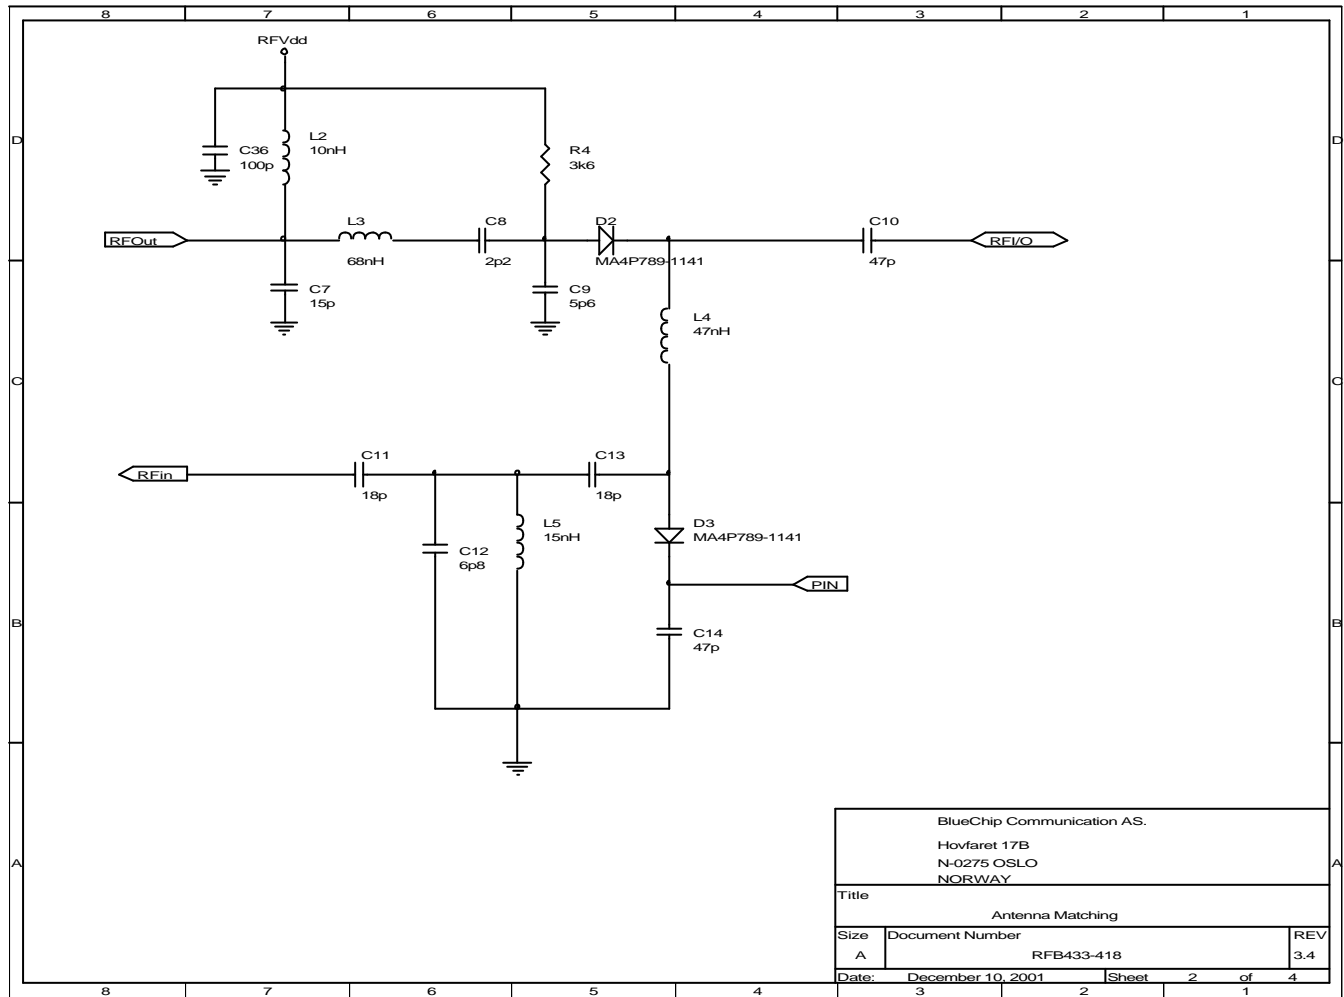 8 7 6 5 4 3 2 1
RFVdd
D
D
C36
100p
L2
10nH
R4
3k6
RFOut
L3
68nH
C8
2p2
D2
MA4P789-1141
C10
47p
RFI/O
C7
15p
C9
5p6
L4
47nH
C
C
RFin
C11
18p
C13
18p
C12
6p8
L5
15nH
D3
MA4P789-1141
PIN
C14
47p
B
B
A
A
BlueChip Communication AS.
Hovfaret 17B
N-0275 OSLO
NORWAY
Title
Antenna Matching
Size Document Number REV
A RFB433-418 3.4
Date: December 10, 2001 Sheet 2 of 4
8 7 6 5 4 3 2 1